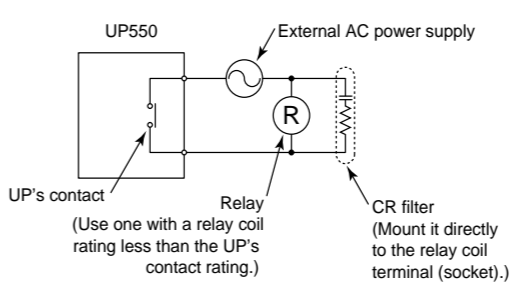 UP550
External AC power supply
R
UP's contact
Relay
(Use one with a relay coil
rating less than the UP's
contact rating.)
CR filter
(Mount it directly
to the relay coil
terminal (socket).)